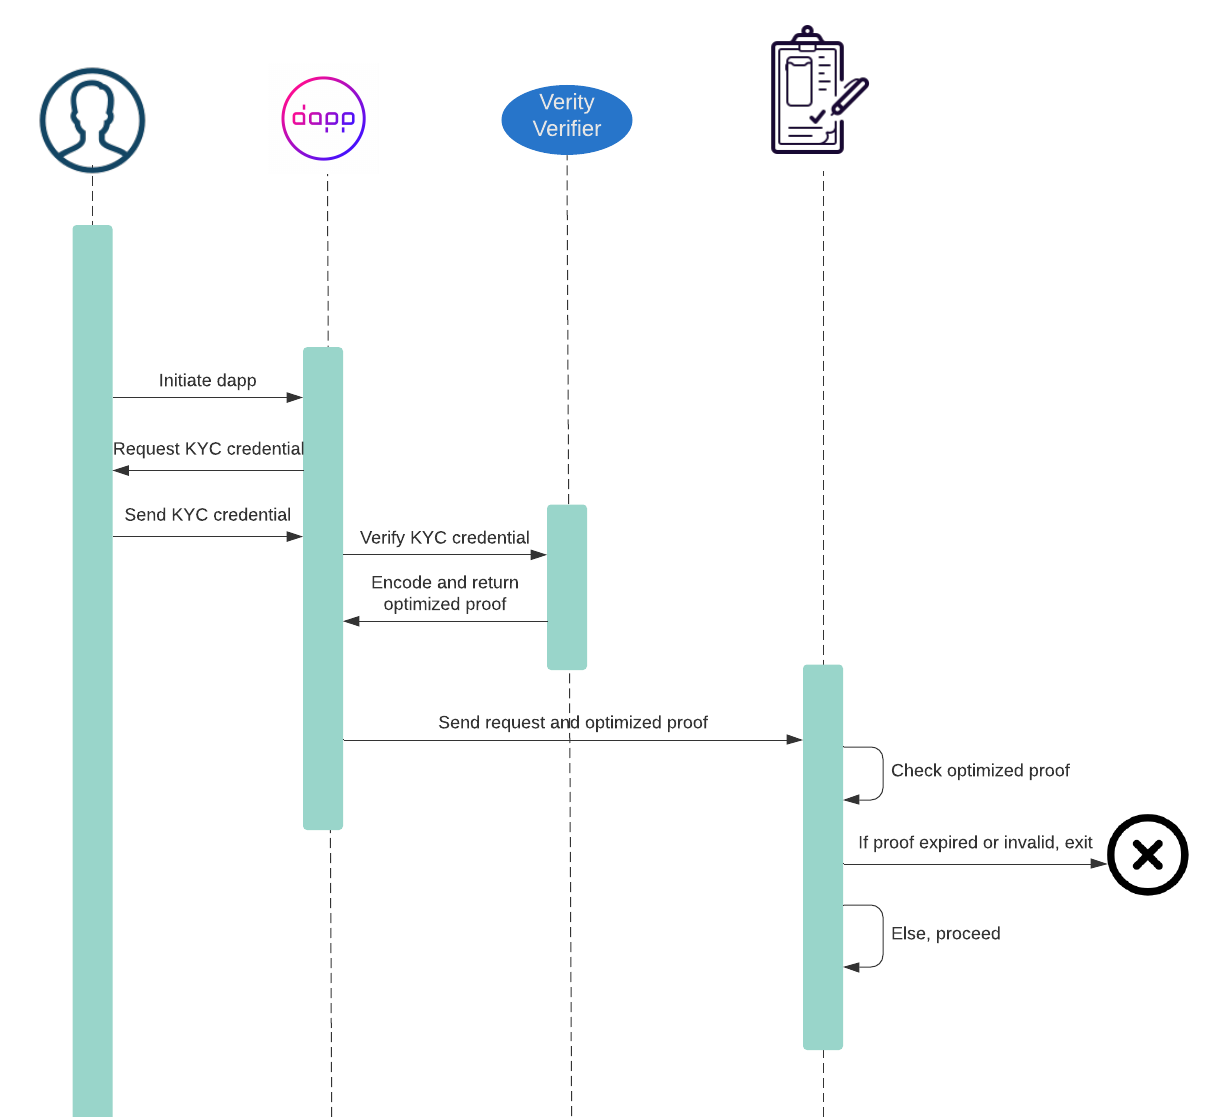 dapp
Verity
Verifier
Initiate dapp
Request KYC credential
Send KYC credential
Verify KYC credential
Encode and return
optimized proof
Send request and optimized proof
Check optimized proof
If proof expired or invalid, exit
Else, proceed